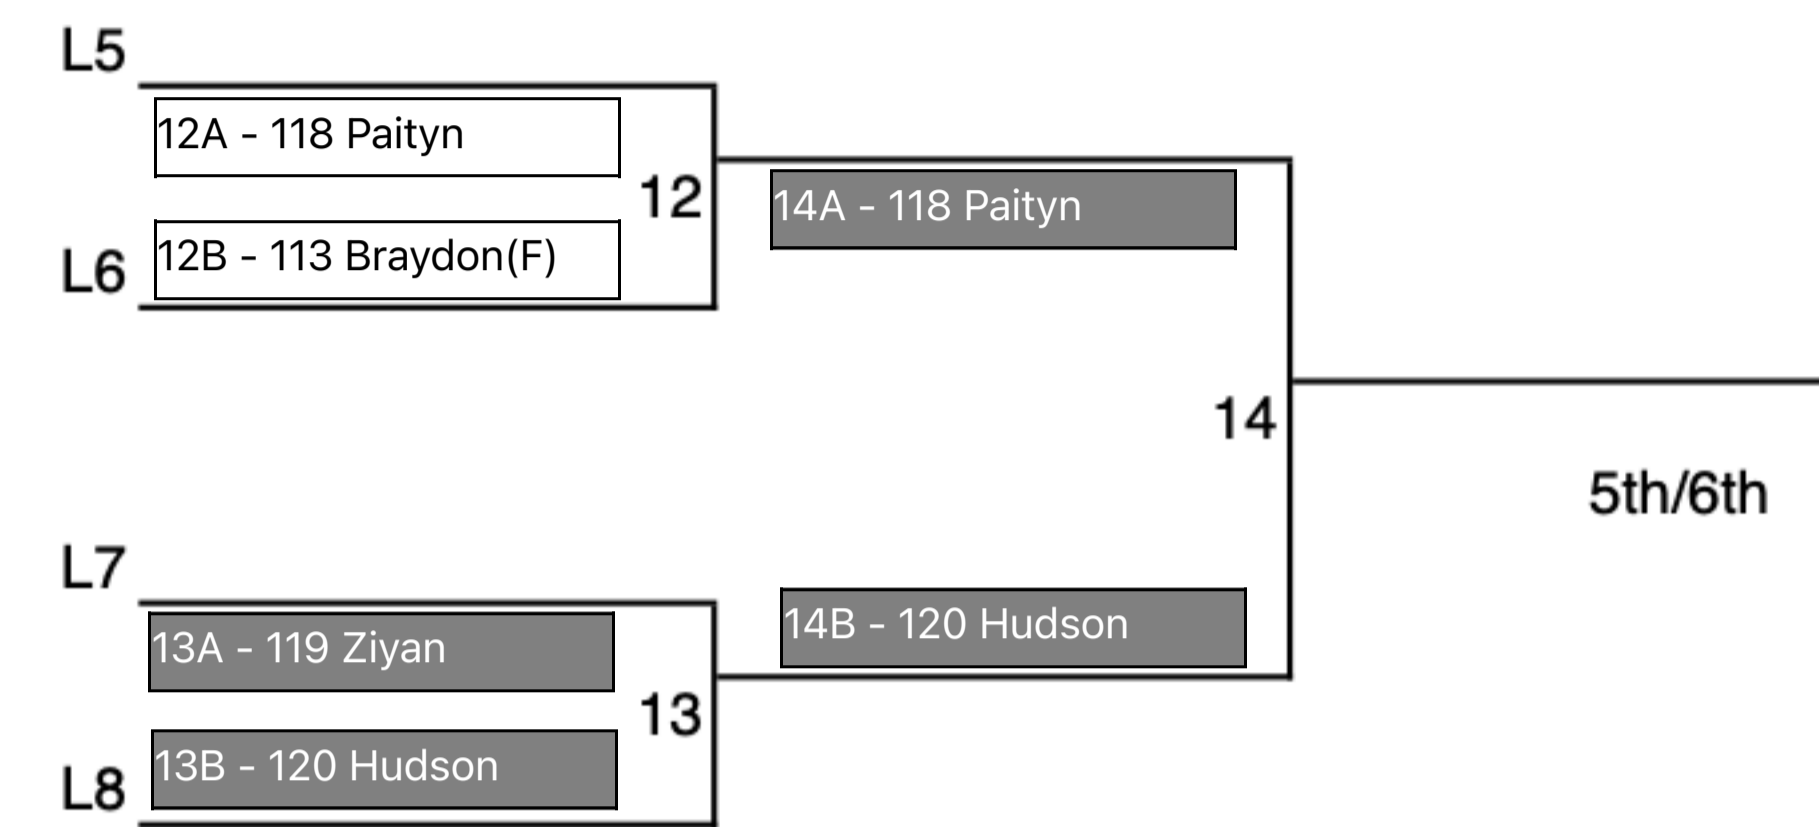 L5
12A - 118 Paityn
12
14A - 118 Paityn
L6
12B - 113 Braydon(F)
14
5th/6th
L7
13A - 119 Ziyan
13
14B - 120 Hudson
L8
13B - 120 Hudson